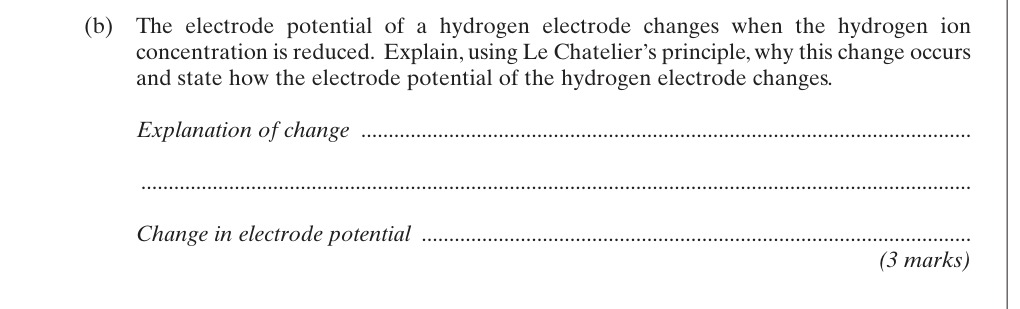 (b) The electrode potential of a hydrogen electrode changes when the hydrogen ion
concentration is reduced. Explain, using Le Chatelier's principle, why this change occurs
and state how the electrode potential of the hydrogen electrode changes.
Explanation of change ..............................................................................................................
......................................................................................................................................................
Change in electrode potential ...................................................................................................
(3 marks)